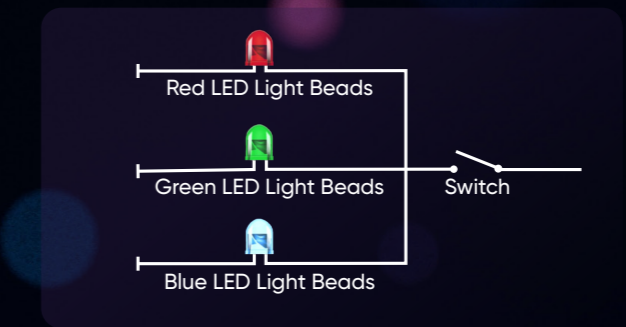 Red LED Light Beads
Green LED Light Beads
Switch
Blue LED Light Beads